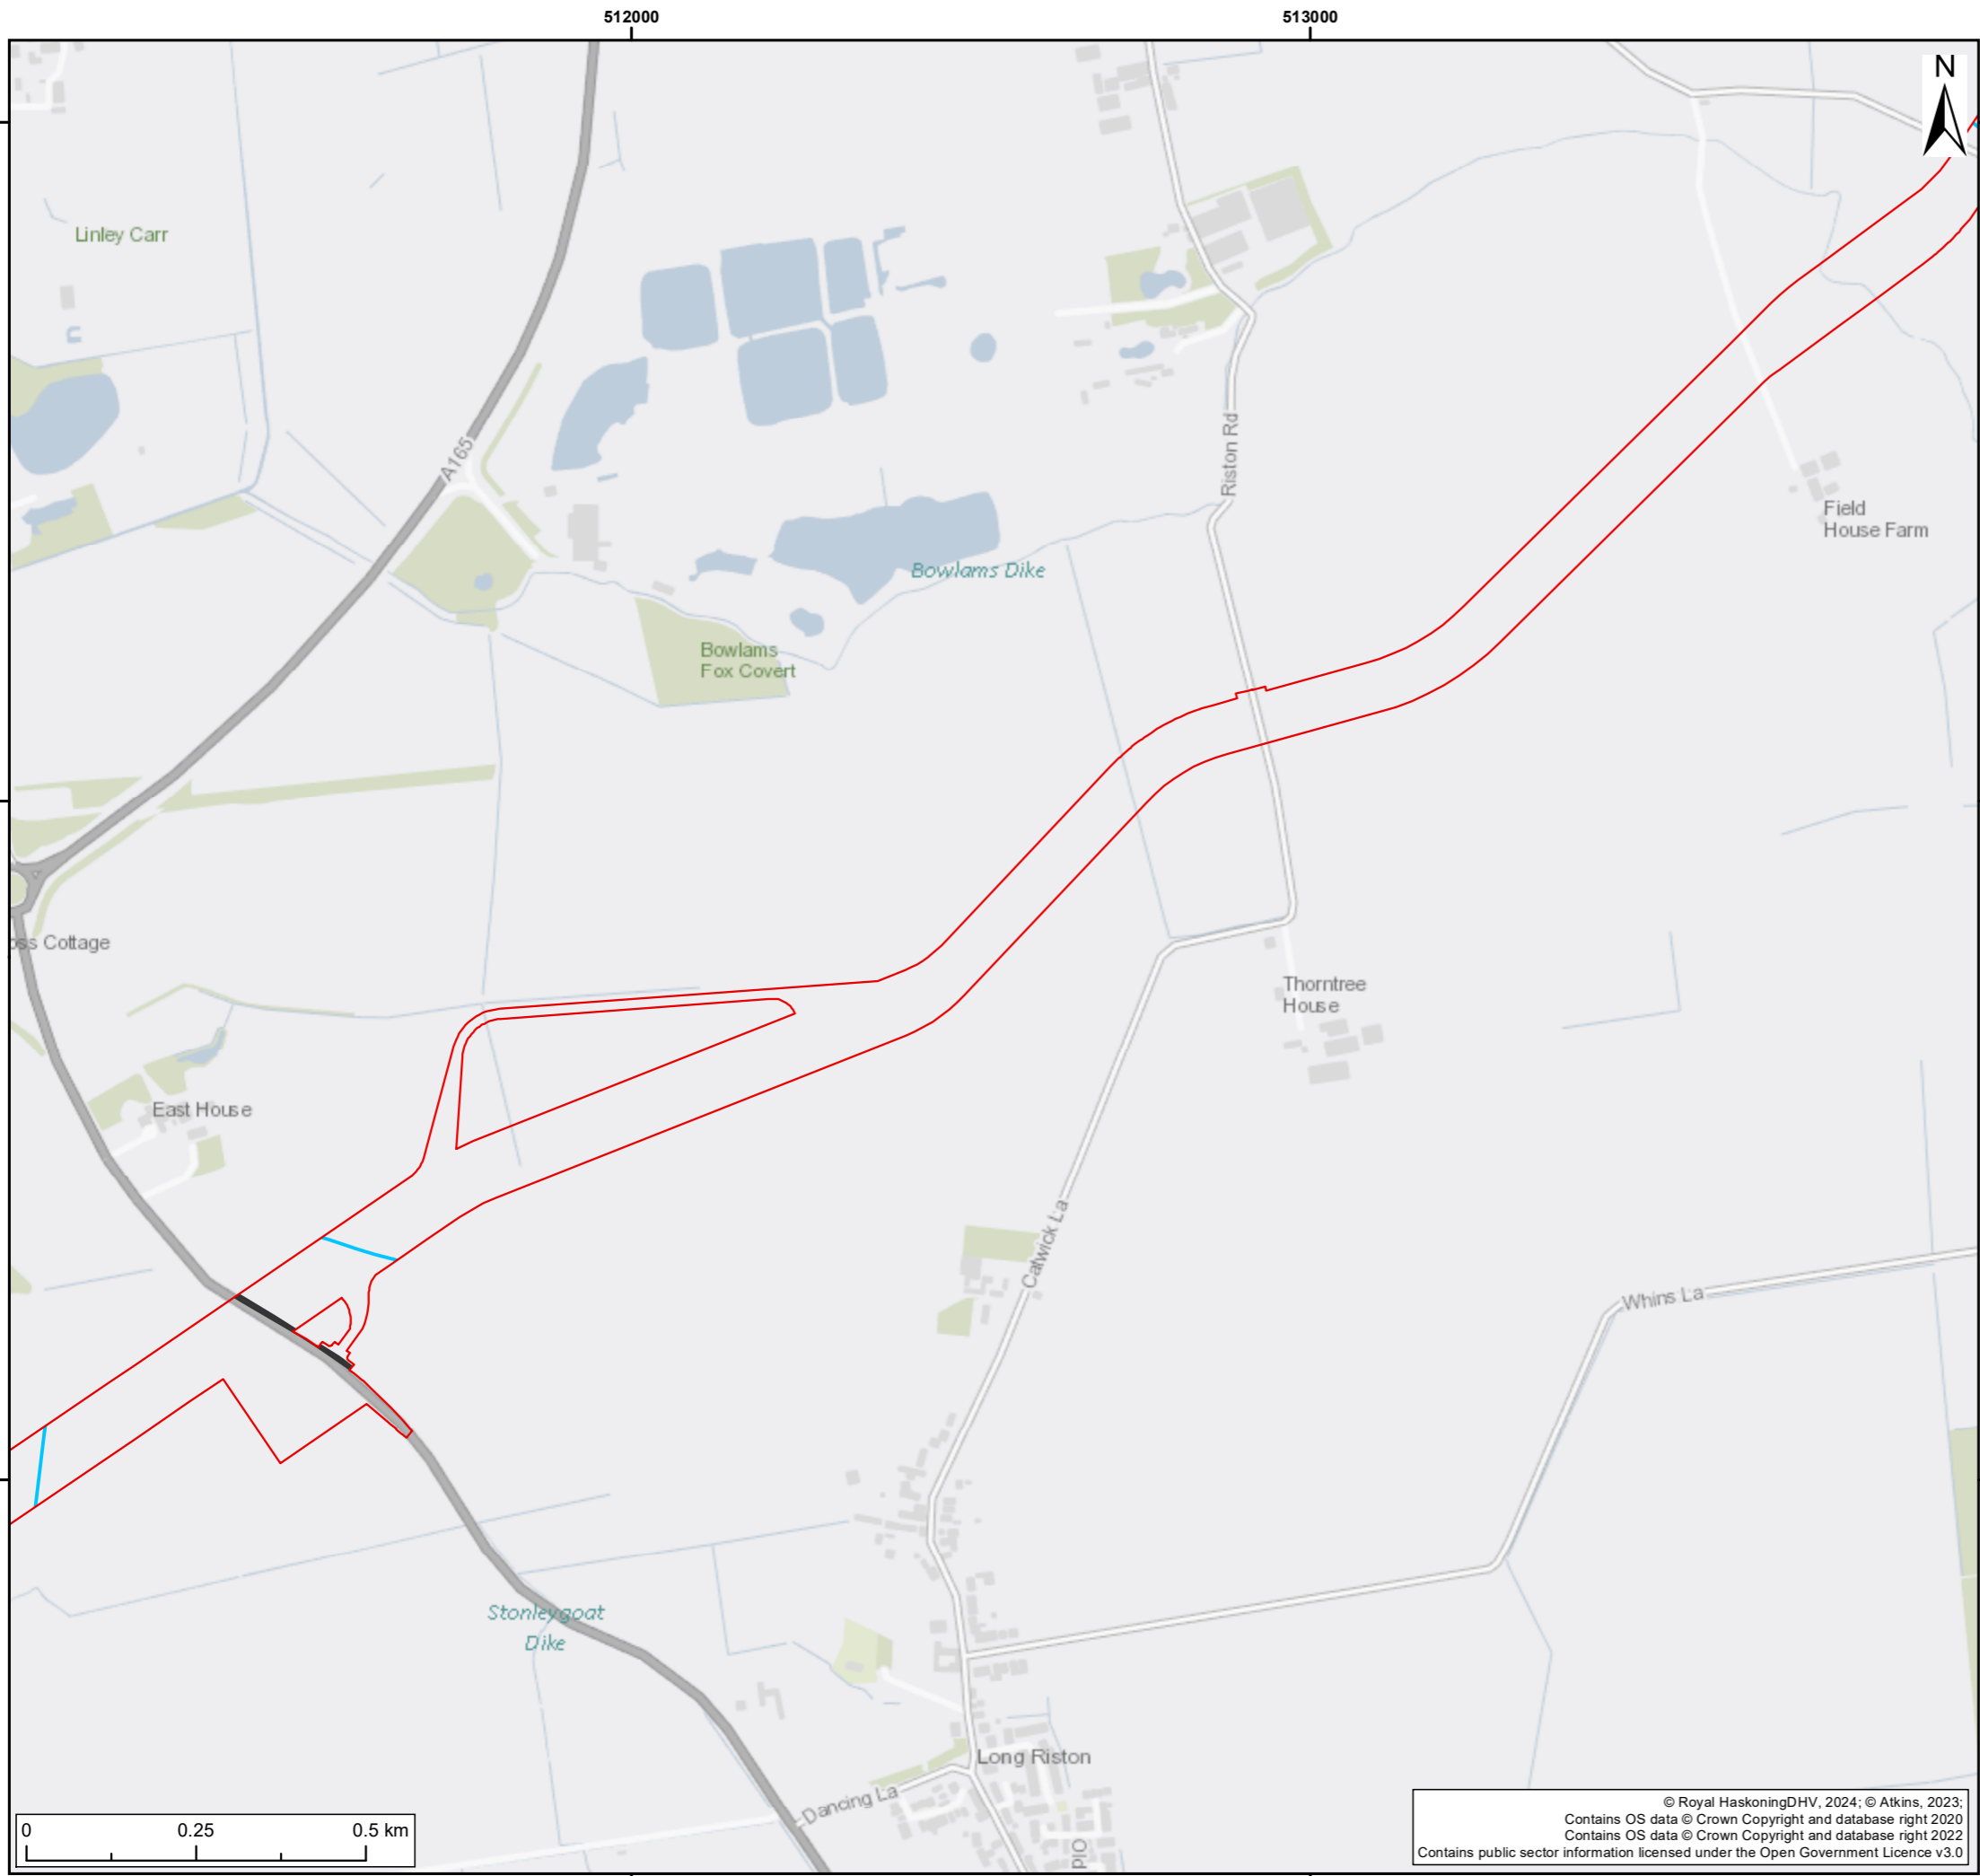 512000
513000
N
Linley Carr
A165
Riston Rd
Field
House Farm
Bowlams Dike
Bowlams
Fox Covert
oss Cottage
Thorntree
House
East House
Catwick La
Whins La
Stonleygoat
Dike
Long Riston
Dancing La
Old
0 0.25 0.5 km
© Royal HaskoningDHV, 2024; © Atkins, 2023;
Contains OS data © Crown Copyright and database right 2020
Contains OS data © Crown Copyright and database right 2022
Contains public sector information licensed under the Open Government Licence v3.0